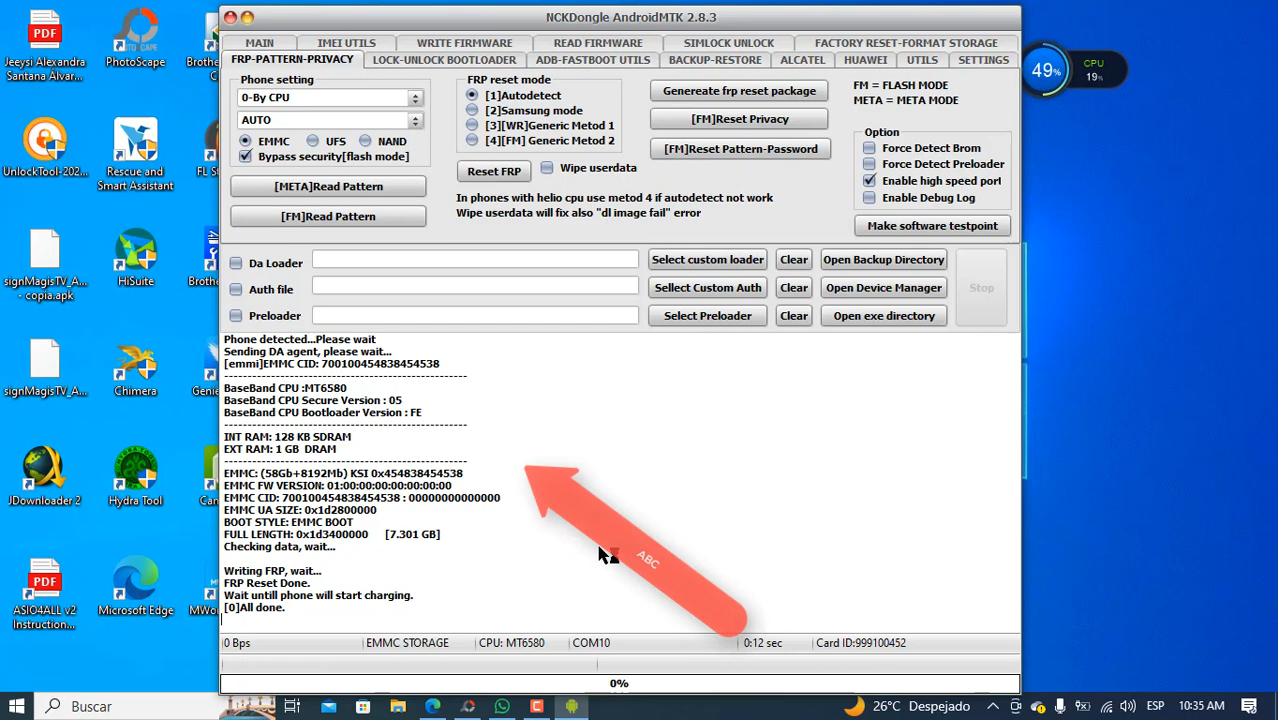 NCKDongle AndroidMTK 2.8.3
MAIN IMEI UTILS WRITE FIRMWARE READ FIRMWARE SIMLOCK UNLOCK FACTORY RESET-FORMAT STORAGE
FRP-PATTERN-PRIVACY LOCK-UNLOCK BOOTLOADER ADB-FASTBOOT UTILS BACKUP-RESTORE ALCATEL HUAWEI UTILS SETTINGS
Phone setting
0-By CPU
AUTO
EMMC UFS NAND
Bypass security[flash mode]
[META]Read Pattern
[FM]Read Pattern
FRP reset mode
[1]Autodetect
[2]Samsung mode
[3][WR]Generic Metod 1
[4][FM] Generic Metod 2
Reset FRP Wipe userdata
In phones with helio cpu use metod 4 if autodetect not work
Wipe userdata will fix also "dl image fail" error
Genereate frp reset package
[FM]Reset Privacy
[FM]Reset Pattern-Password
FM = FLASH MODE
META = META MODE
Option
Force Detect Brom
Force Detect Preloader
Enable high speed port
Enable Debug Log
Make software testpoint
Da Loader Select custom loader Clear Open Backup Directory
Auth file Sellect Custom Auth Clear Open Device Manager
Preloader Select Preloader Clear Open exe directory
Stop
Phone detected...Please wait
Sending DA agent, please wait...
[emmi]EMMC CID: 700100454838454538
--------------------------------------------------
BaseBand CPU :MT6580
BaseBand CPU Secure Version : 05
BaseBand CPU Bootloader Version : FE
--------------------------------------------------
INT RAM: 128 KB SDRAM
EXT RAM: 1 GB DRAM
--------------------------------------------------
EMMC: (58Gb+8192Mb) KSI 0x454838454538
EMMC FW VERSION: 01:00:00:00:00:00:00:00
EMMC CID: 700100454838454538 : 00000000000000
EMMC UA SIZE: 0x1d2800000
BOOT STYLE: EMMC BOOT
FULL LENGTH: 0x1d3400000 [7.301 GB]
Checking data, wait...
Writing FRP, wait...
FRP Reset Done.
Wait untill phone will start charging.
[0]All done.
ABC
0 Bps EMMC STORAGE CPU: MT6580 COM10 0:12 sec Card ID:999100452
0%
49% CPU
19%
Jeeysi Alexandra
Santana Álvar...
PhotoScape
Brothe
UnlockTool-202...
Rescue and
Smart Assistant
FL St
signMagisTV_A...
- copia.apk
HiSuite
Brothe
signMagisTV_A...
Chimera
Genie
JDownloader 2
Hydra Tool
Can
ASIO4ALL v2
Instruction...
Microsoft Edge
MWor
Buscar
26°C Despejado
ESP 10:35 AM